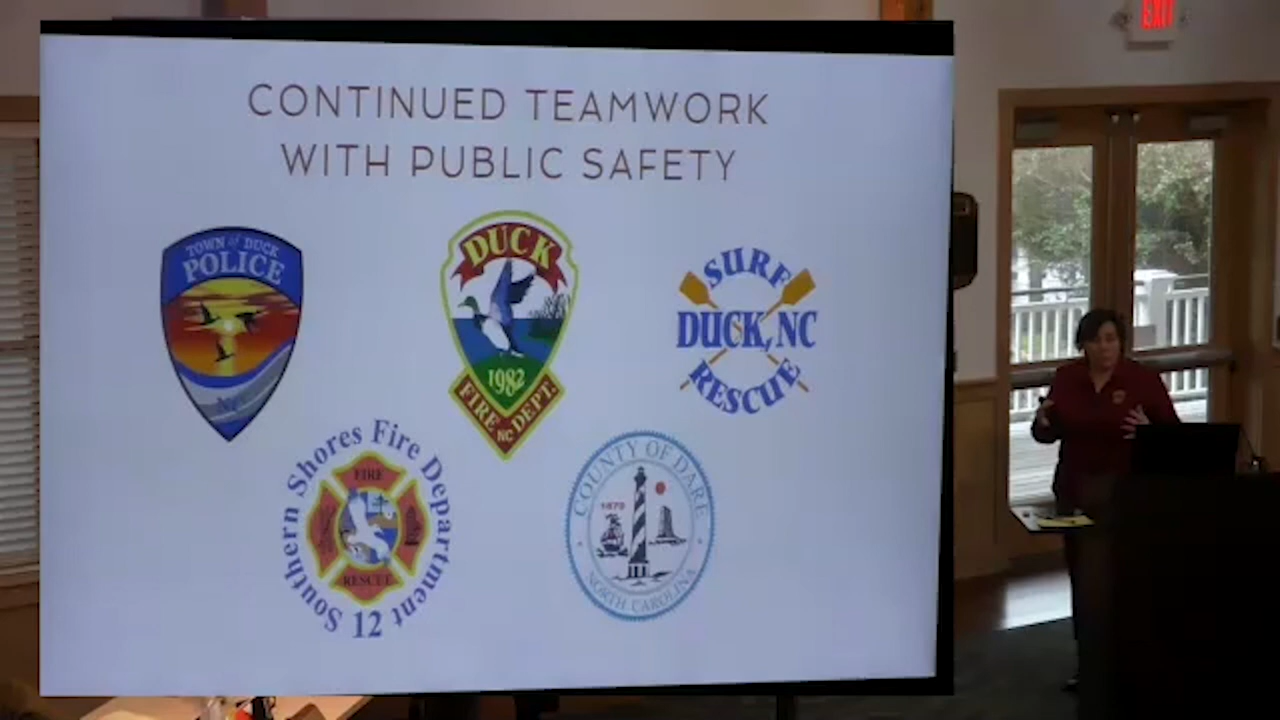 EXIT
CONTINUED TEAMWORK
WITH PUBLIC SAFETY
TOWN of DUCK
POLICE
DUCK
1982
FIRE NC DEPT.
SURF
DUCK, NC
RESCUE
Southern Shores Fire Department
FIRE
RESCUE
12
COUNTY OF DARE
1870
NORTH CAROLINA